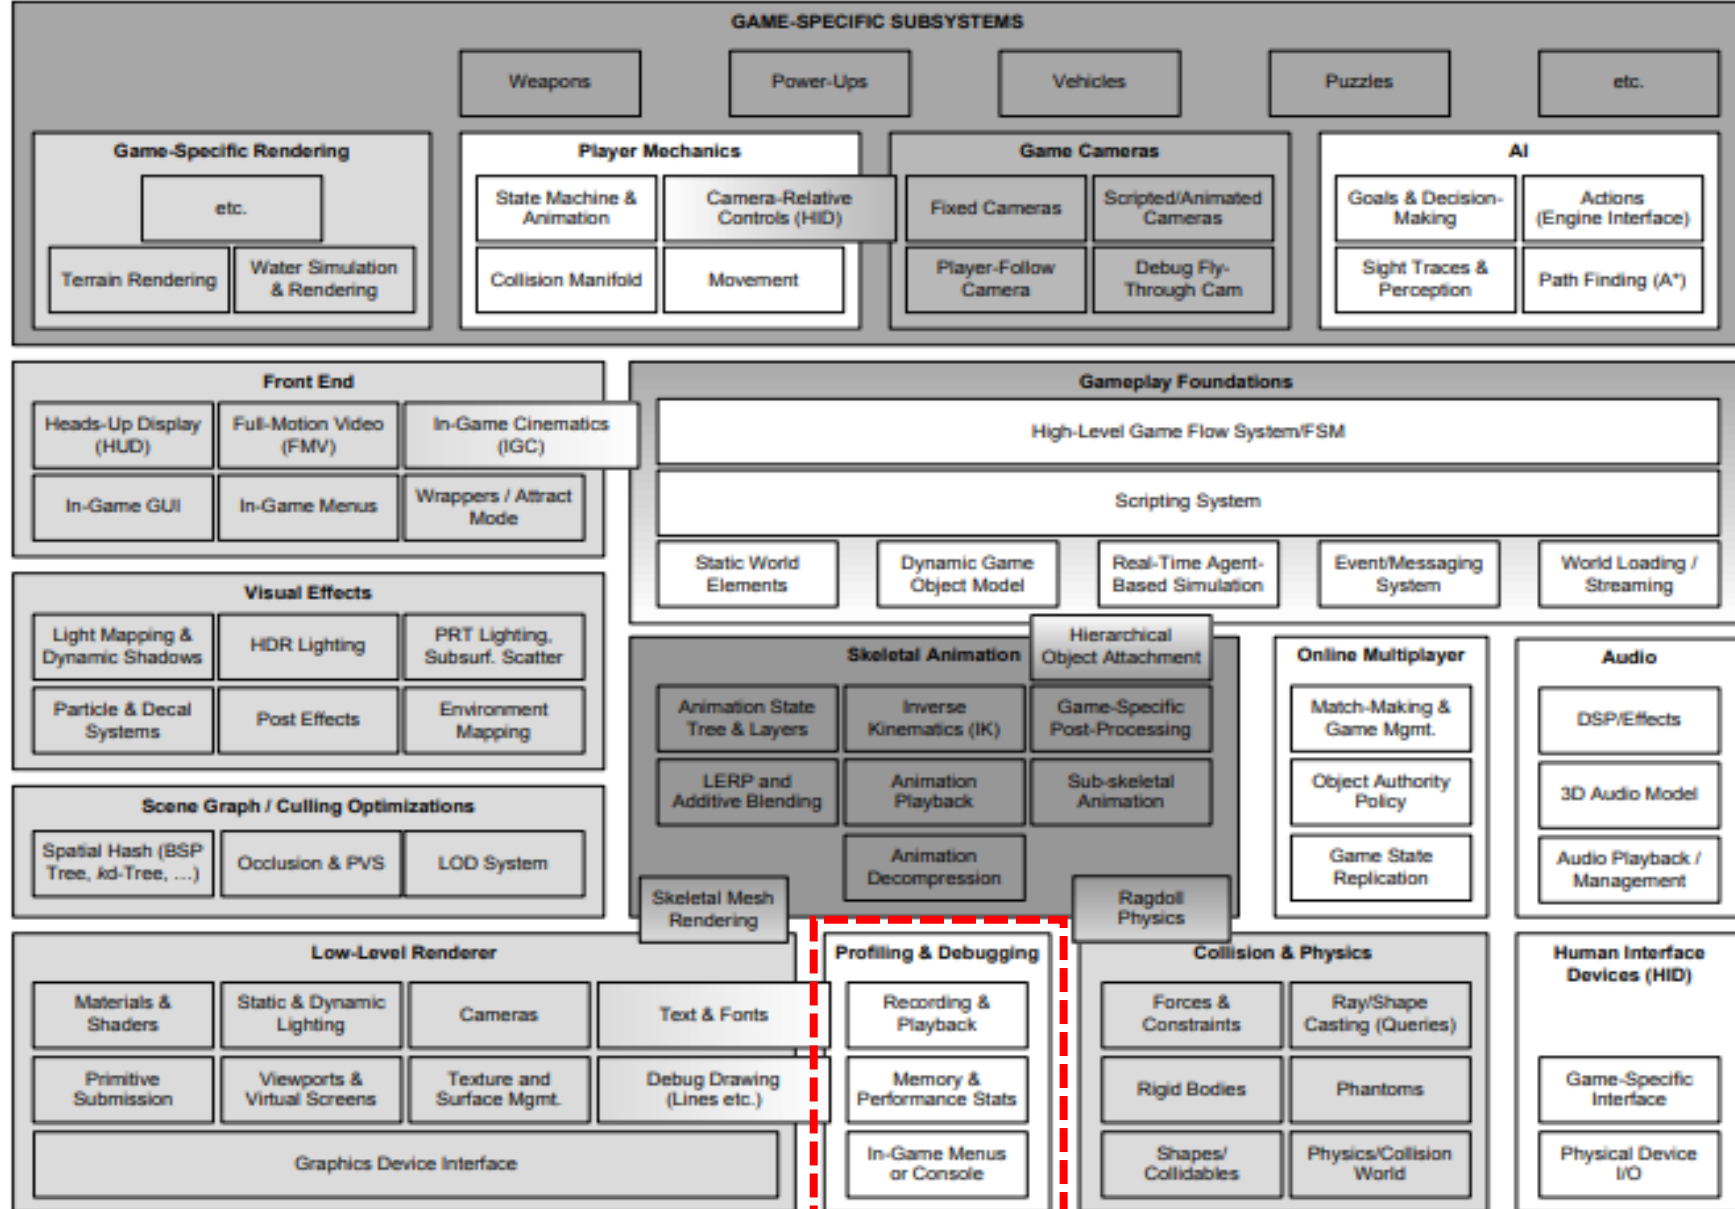 GAME-SPECIFIC SUBSYSTEMS
Weapons
Power-Ups
Vehicles
Puzzles
etc.
Game-Specific Rendering
etc.
Terrain Rendering
Water Simulation
& Rendering
Player Mechanics
State Machine &
Animation
Camera-Relative
Controls (HID)
Collision Manifold
Movement
Game Cameras
Fixed Cameras
Scripted/Animated
Cameras
Player-Follow
Camera
Debug Fly-
Through Cam
AI
Goals & Decision-
Making
Actions
(Engine Interface)
Sight Traces &
Perception
Path Finding (A*)
Front End
Heads-Up Display
(HUD)
Full-Motion Video
(FMV)
In-Game Cinematics
(IGC)
In-Game GUI
In-Game Menus
Wrappers / Attract
Mode
Gameplay Foundations
High-Level Game Flow System/FSM
Scripting System
Static World
Elements
Dynamic Game
Object Model
Real-Time Agent-
Based Simulation
Event/Messaging
System
World Loading /
Streaming
Visual Effects
Light Mapping &
Dynamic Shadows
HDR Lighting
PRT Lighting,
Subsurf. Scatter
Particle & Decal
Systems
Post Effects
Environment
Mapping
Skeletal Animation
Hierarchical
Object Attachment
Animation State
Tree & Layers
Inverse
Kinematics (IK)
Game-Specific
Post-Processing
LERP and
Additive Blending
Animation
Playback
Sub-skeletal
Animation
Animation
Decompression
Skeletal Mesh
Rendering
Ragdoll
Physics
Online Multiplayer
Match-Making &
Game Mgmt.
Object Authority
Policy
Game State
Replication
Audio
DSP/Effects
3D Audio Model
Audio Playback /
Management
Scene Graph / Culling Optimizations
Spatial Hash (BSP
Tree, kd-Tree, …)
Occlusion & PVS
LOD System
Low-Level Renderer
Materials &
Shaders
Static & Dynamic
Lighting
Cameras
Text & Fonts
Primitive
Submission
Viewports &
Virtual Screens
Texture and
Surface Mgmt.
Debug Drawing
(Lines etc.)
Graphics Device Interface
Profiling & Debugging
Recording &
Playback
Memory &
Performance Stats
In-Game Menus
or Console
Collision & Physics
Forces &
Constraints
Ray/Shape
Casting (Queries)
Rigid Bodies
Phantoms
Shapes/
Collidables
Physics/Collision
World
Human Interface
Devices (HID)
Game-Specific
Interface
Physical Device
I/O